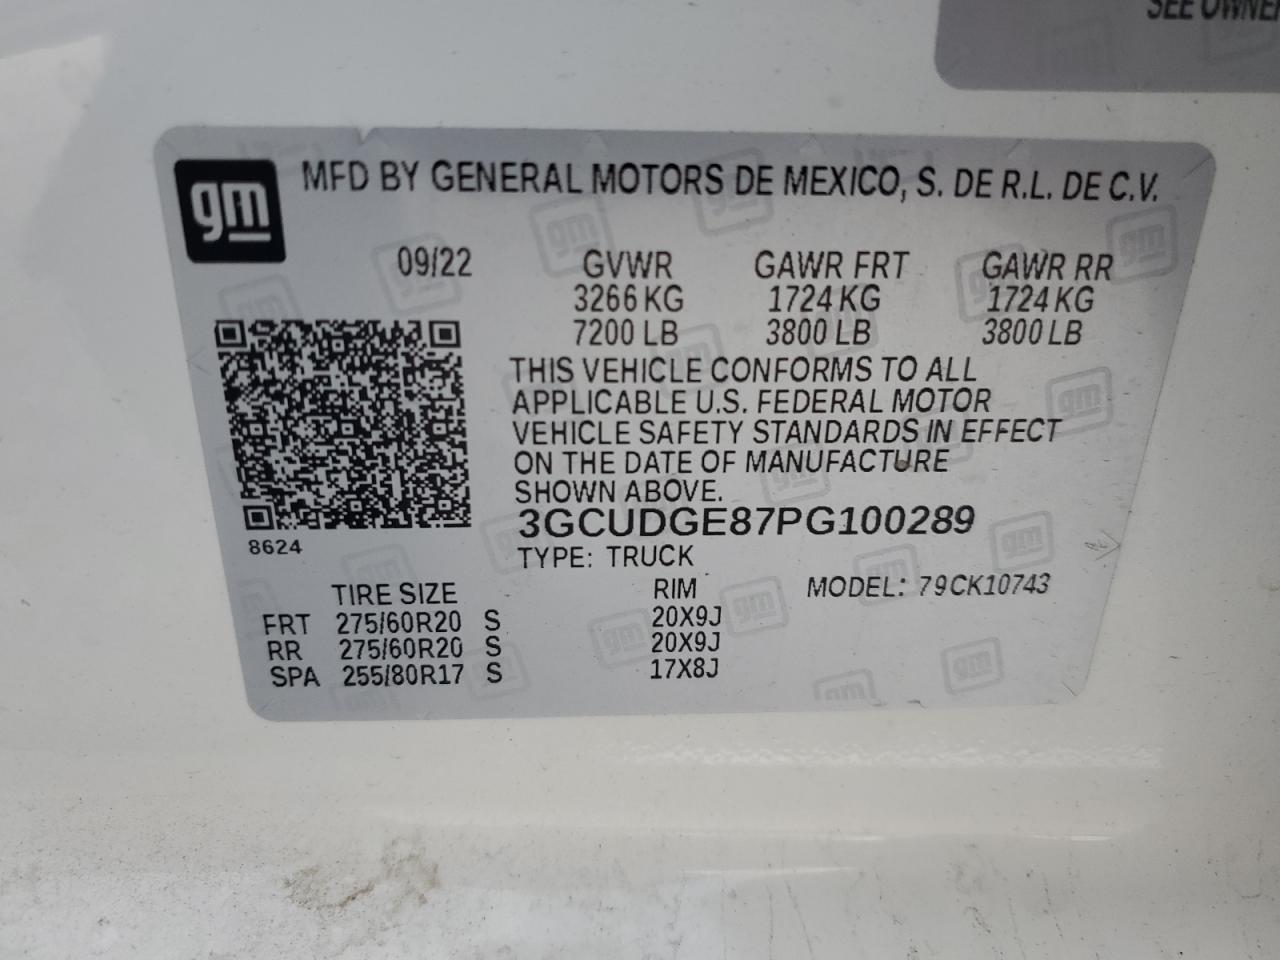 SEE OWNER
gm MFD BY GENERAL MOTORS DE MEXICO, S. DE R.L. DE C.V.
09/22 GVWR GAWR FRT GAWR RR
3266 KG 1724 KG 1724 KG
7200 LB 3800 LB 3800 LB
THIS VEHICLE CONFORMS TO ALL
APPLICABLE U.S. FEDERAL MOTOR
VEHICLE SAFETY STANDARDS IN EFFECT
ON THE DATE OF MANUFACTURE
SHOWN ABOVE.
3GCUDGE87PG100289
8624
TYPE: TRUCK
TIRE SIZE RIM MODEL: 79CK10743
FRT 275/60R20 S 20X9J
RR 275/60R20 S 20X9J
SPA 255/80R17 S 17X8J